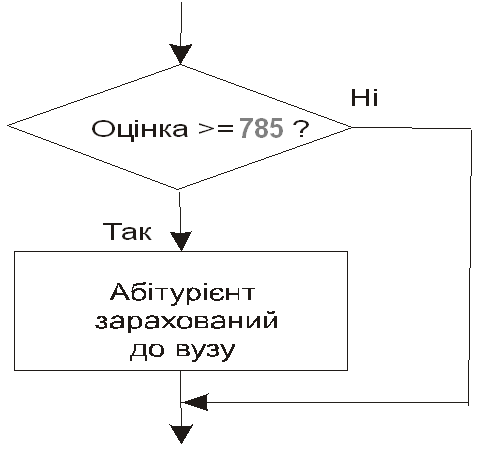 Оцінка >= 785 ?
Ні
Так
Абітурієнт
зарахований
до вузу